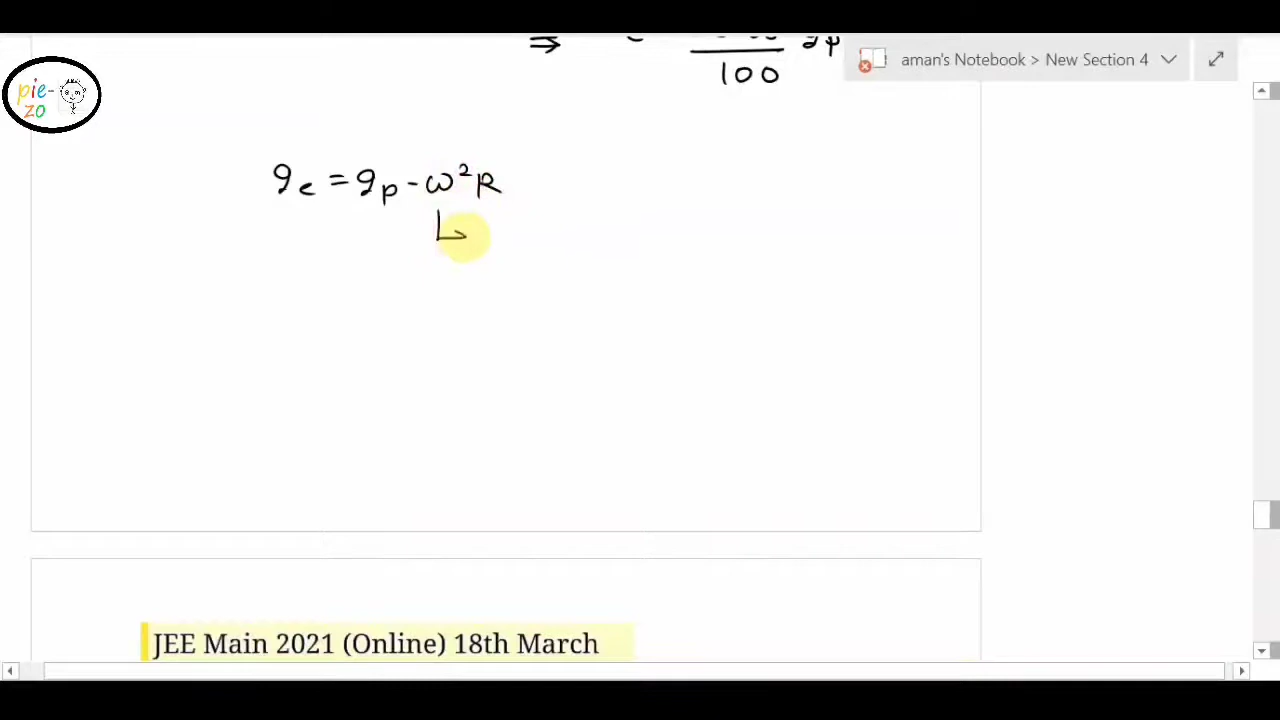 ⇒
100
aman's Notebook > New Section 4
pie-
zo
g_e = g_p - ω²R
JEE Main 2021 (Online) 18th March